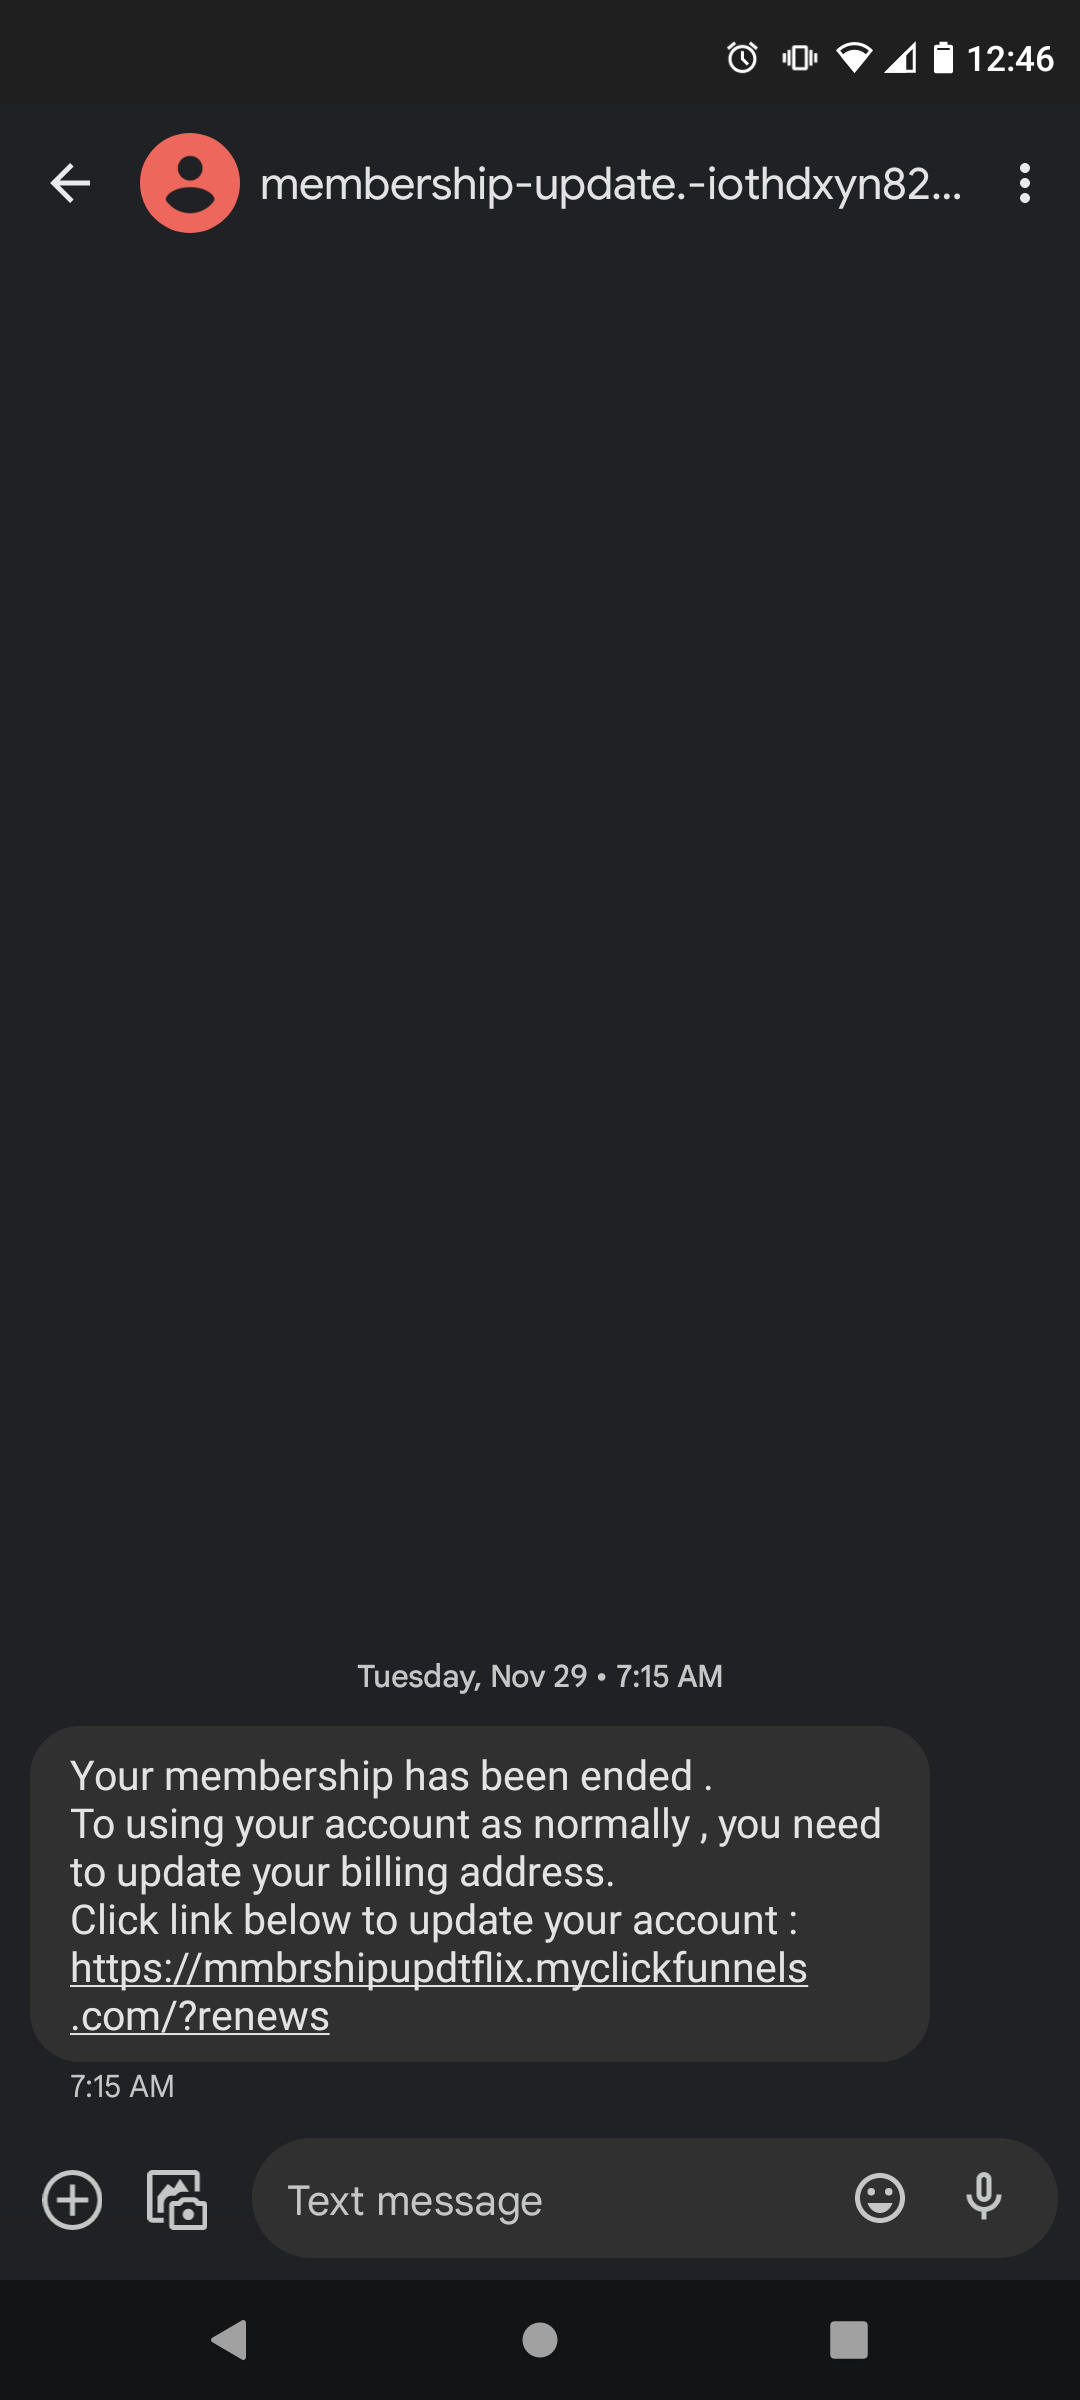 12:46
membership-update.-iothdxyn82...
Tuesday, Nov 29 • 7:15 AM
Your membership has been ended .
To using your account as normally , you need
to update your billing address.
Click link below to update your account :
https://mmbrshipupdtflix.myclickfunnels
.com/?renews
7:15 AM
Text message